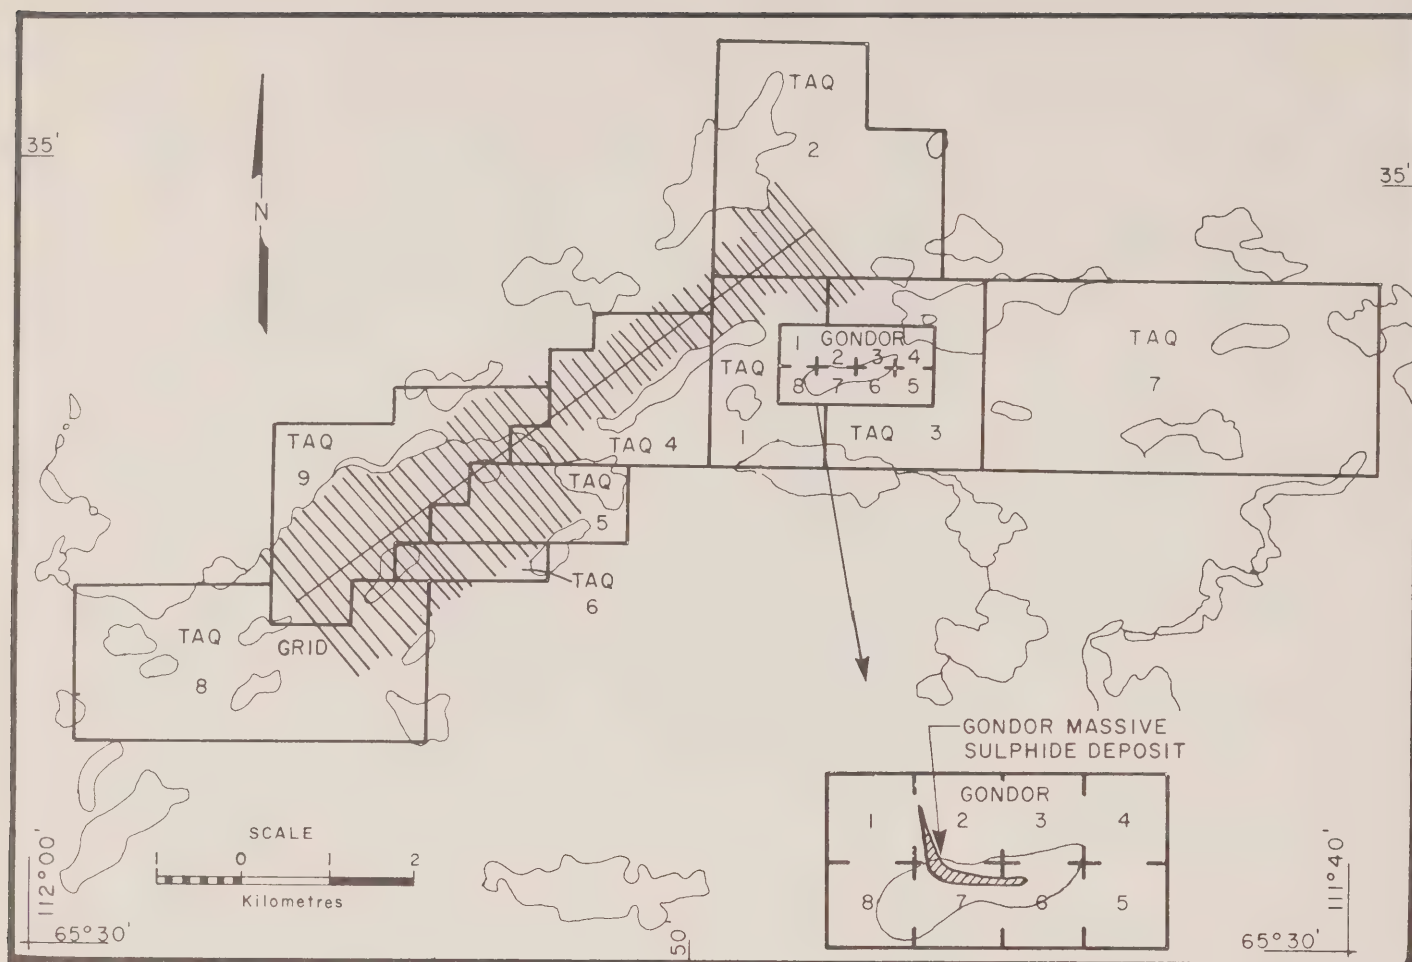 TAQ
2
35'
35'
N
TAQ
7
1 GONDOR
2 3 4
8 7 6 5
TAQ
1
TAQ 3
TAQ 4
TAQ
9
TAQ
5
TAQ
6
TAQ
8
GRID
GONDOR MASSIVE
SULPHIDE DEPOSIT
GONDOR
1 2 3 4
8 7 6 5
SCALE
1 0 1 2
Kilometres
112°00'
65°30'
50'
111°40'
65°30'